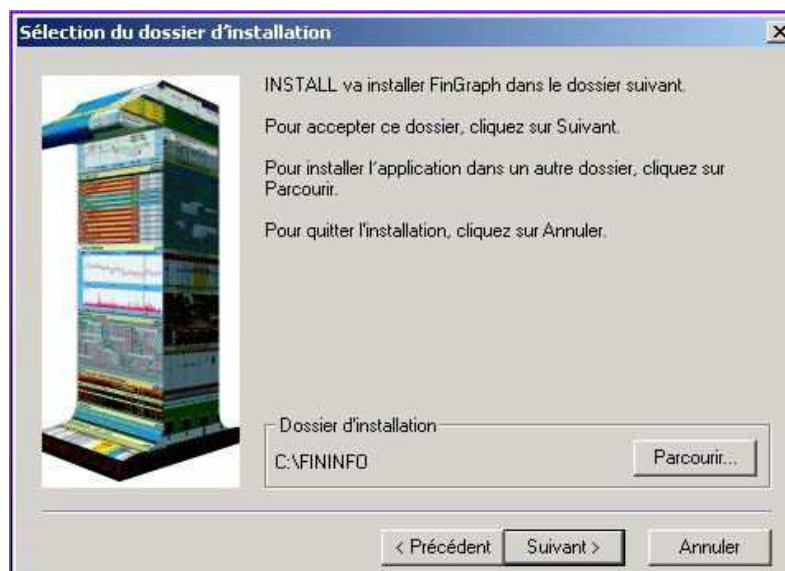 Sélection du dossier d'installation
INSTALL va installer FinGraph dans le dossier suivant.
Pour accepter ce dossier, cliquez sur Suivant.
Pour installer l'application dans un autre dossier, cliquez sur
Parcourir.
Pour quitter l'installation, cliquez sur Annuler.
Dossier d'installation
C:\FININFO
Parcourir...
< Précédent
Suivant >
Annuler